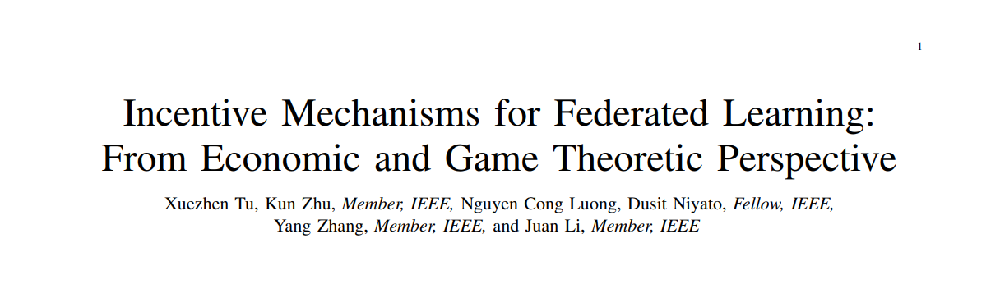 1
Incentive Mechanisms for Federated Learning:
From Economic and Game Theoretic Perspective
Xuezhen Tu, Kun Zhu, Member, IEEE, Nguyen Cong Luong, Dusit Niyato, Fellow, IEEE,
Yang Zhang, Member, IEEE, and Juan Li, Member, IEEE